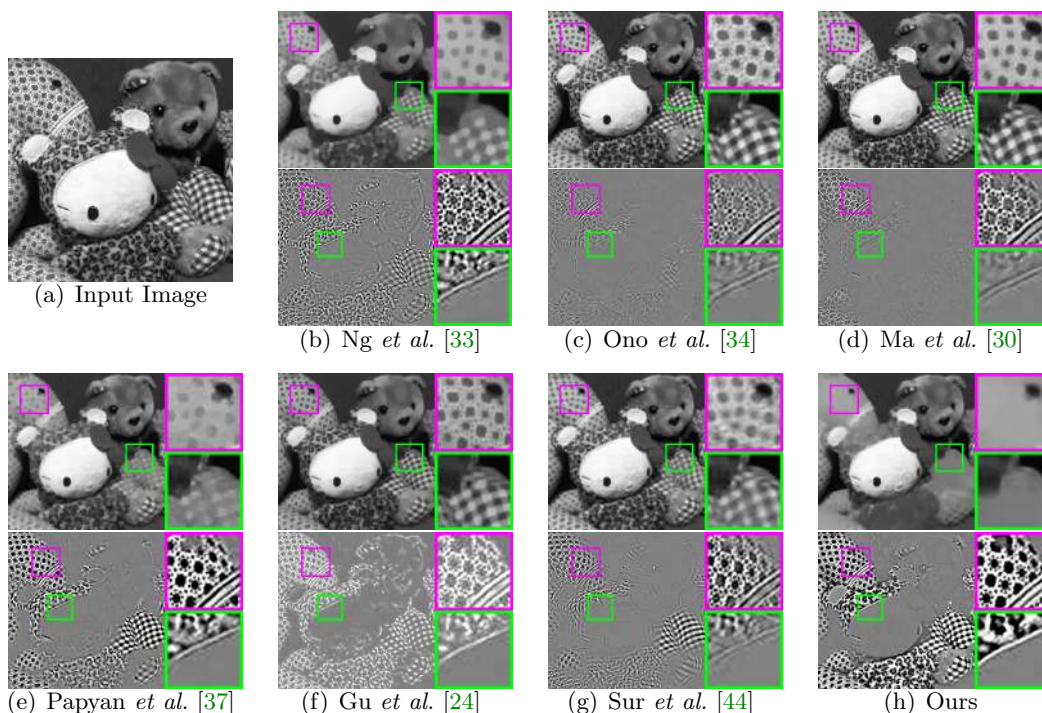 (a) Input Image
(b) Ng et al. [33]
(c) Ono et al. [34]
(d) Ma et al. [30]
(e) Papyan et al. [37]
(f) Gu et al. [24]
(g) Sur et al. [44]
(h) Ours